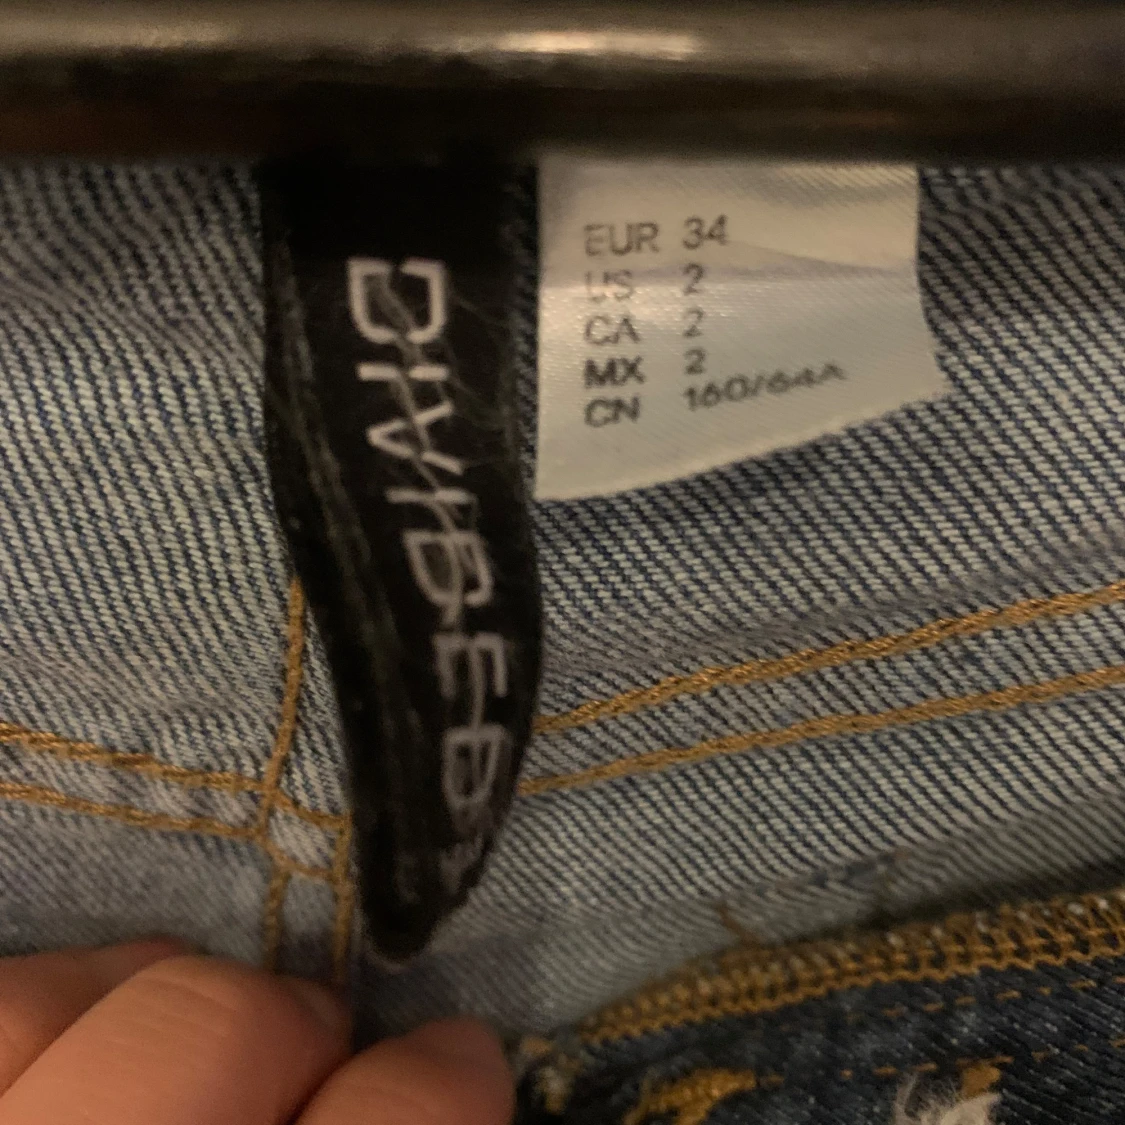 DIVIDED
EUR 34
US 2
CA 2
MX 2
CN 160/64A